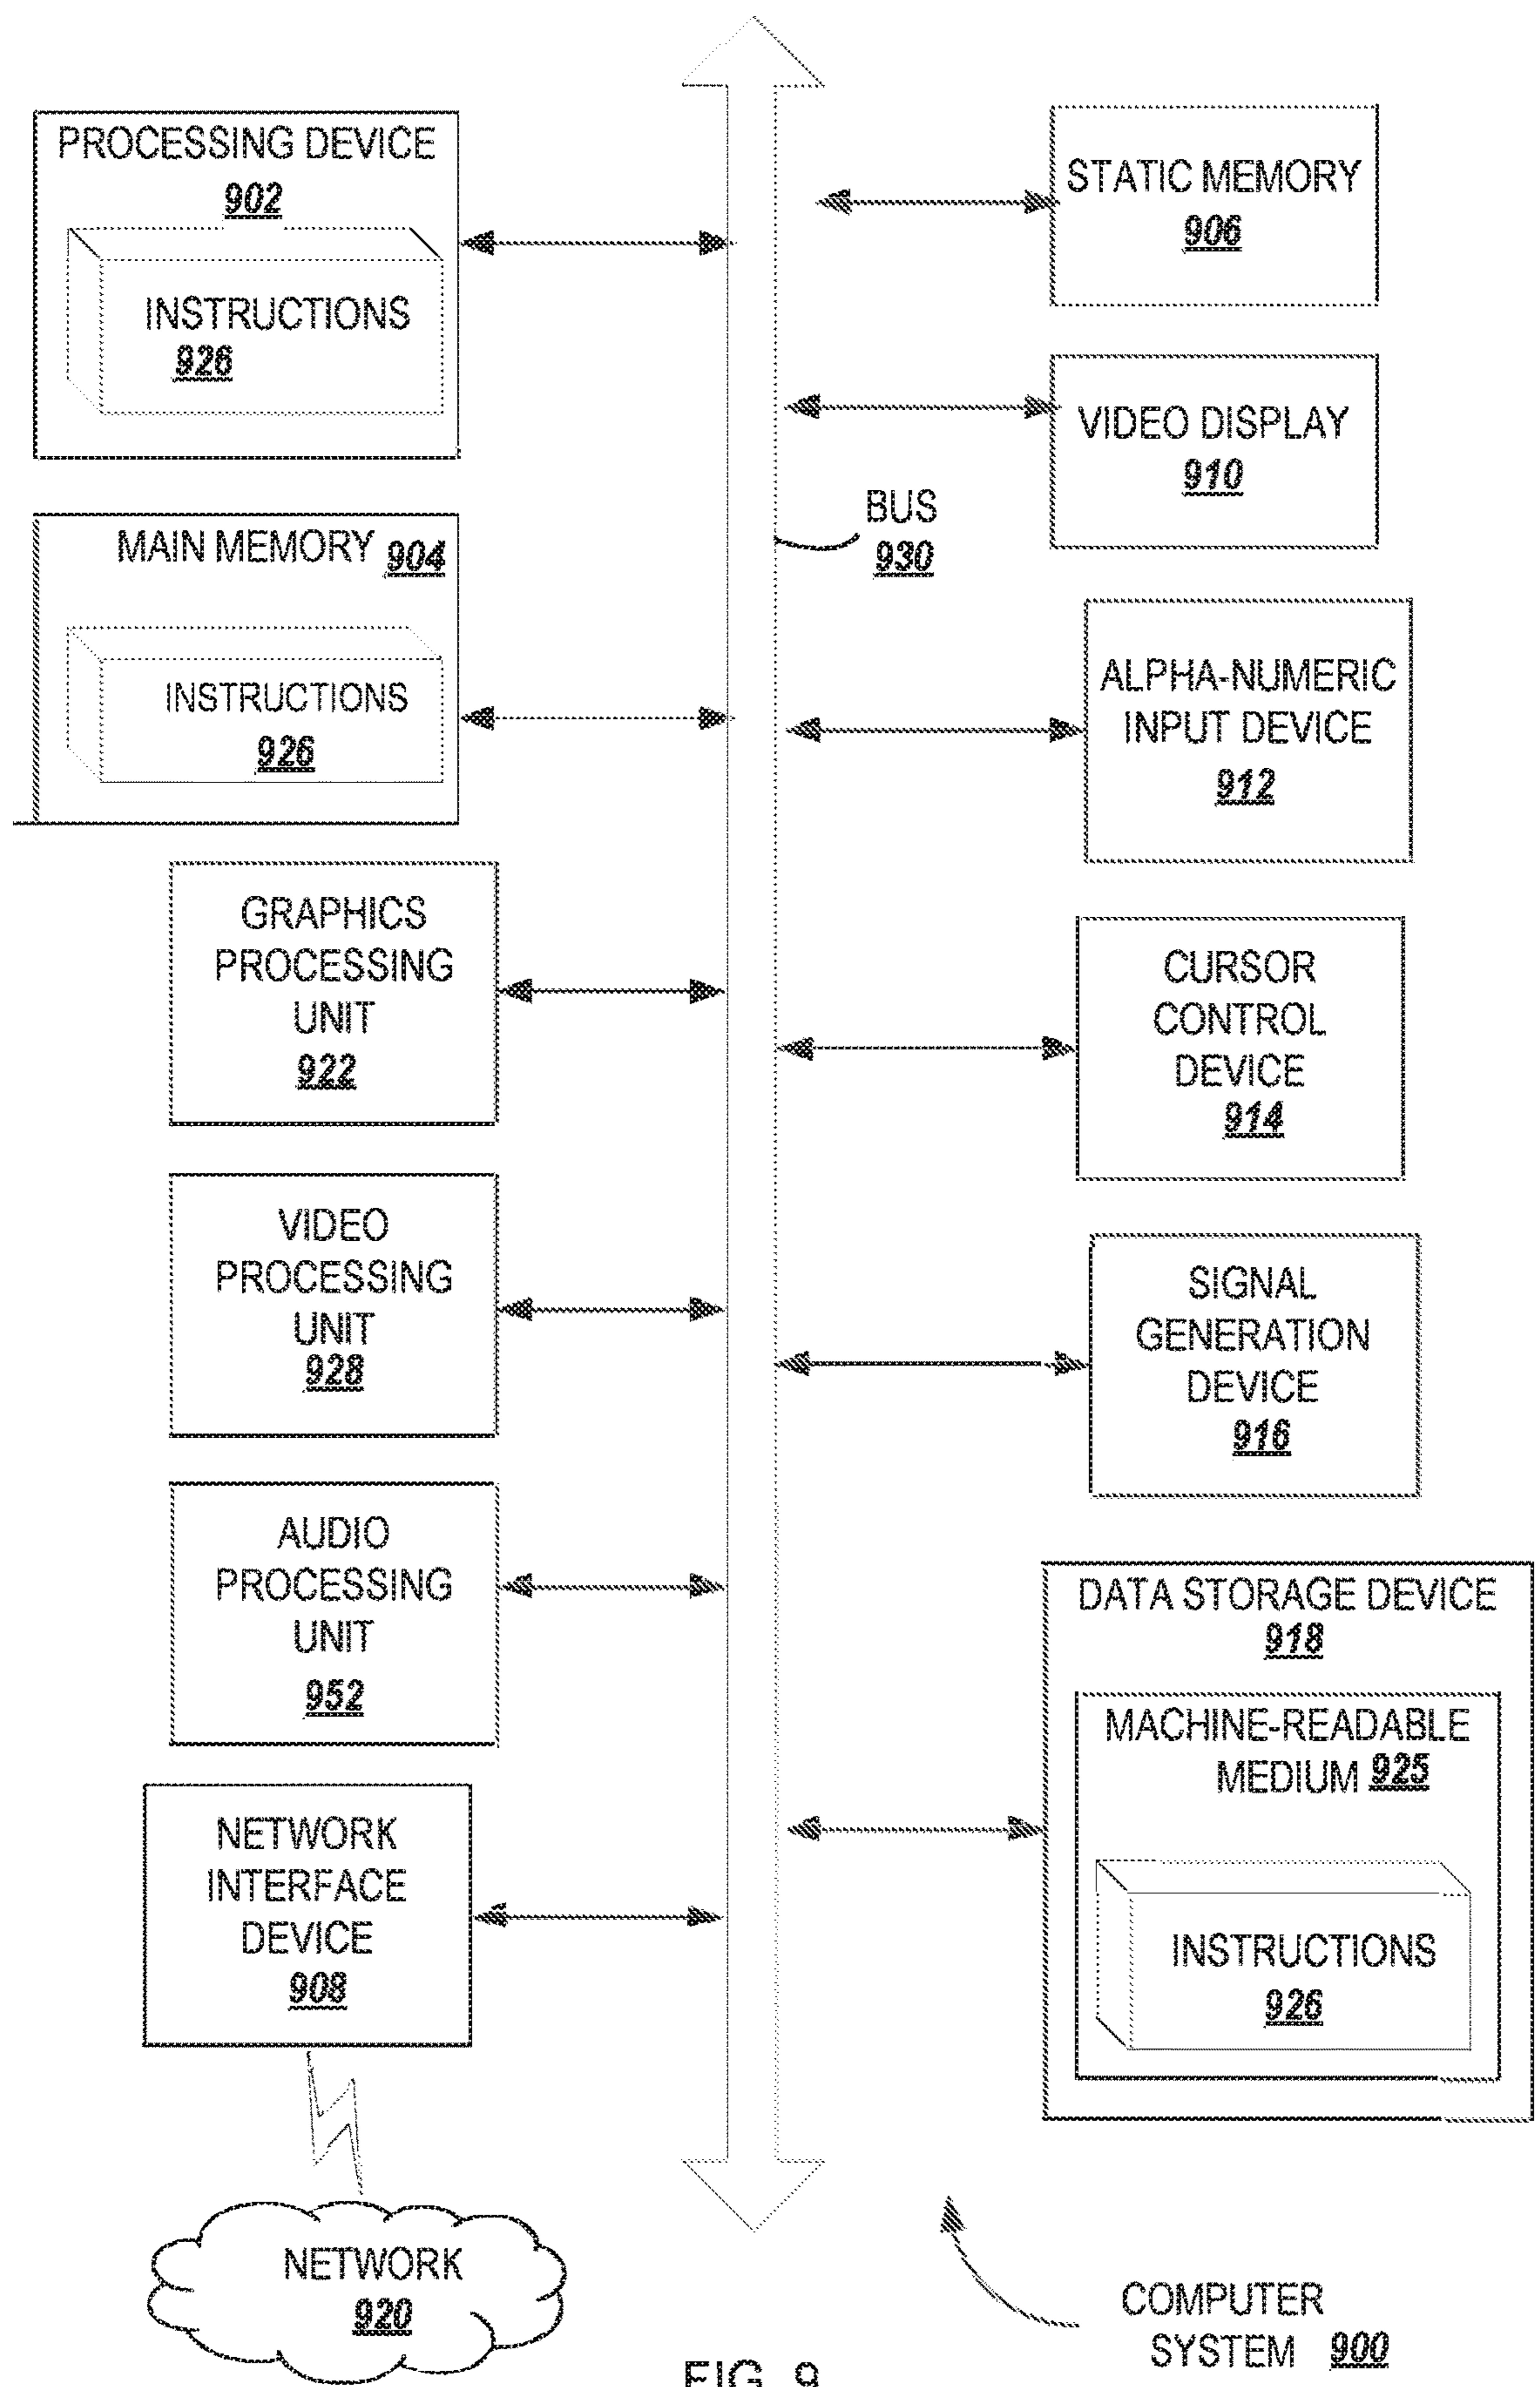 PROCESSING DEVICE
902
INSTRUCTIONS
926
MAIN MEMORY 904
INSTRUCTIONS
926
GRAPHICS
PROCESSING
UNIT
922
VIDEO
PROCESSING
UNIT
928
AUDIO
PROCESSING
UNIT
952
NETWORK
INTERFACE
DEVICE
908
NETWORK
920
BUS
930
STATIC MEMORY
906
VIDEO DISPLAY
910
ALPHA-NUMERIC
INPUT DEVICE
912
CURSOR
CONTROL
DEVICE
914
SIGNAL
GENERATION
DEVICE
916
DATA STORAGE DEVICE
918
MACHINE-READABLE
MEDIUM 925
INSTRUCTIONS
926
COMPUTER
SYSTEM 900
FIG. 9